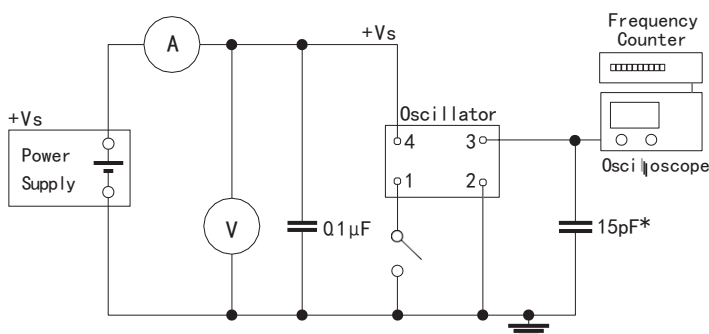 Frequency
Counter
A
+Vs
Oscillator
+Vs
4
3
Power
Supply
Oscilloscope
1
2
V
0.1μF
15pF*